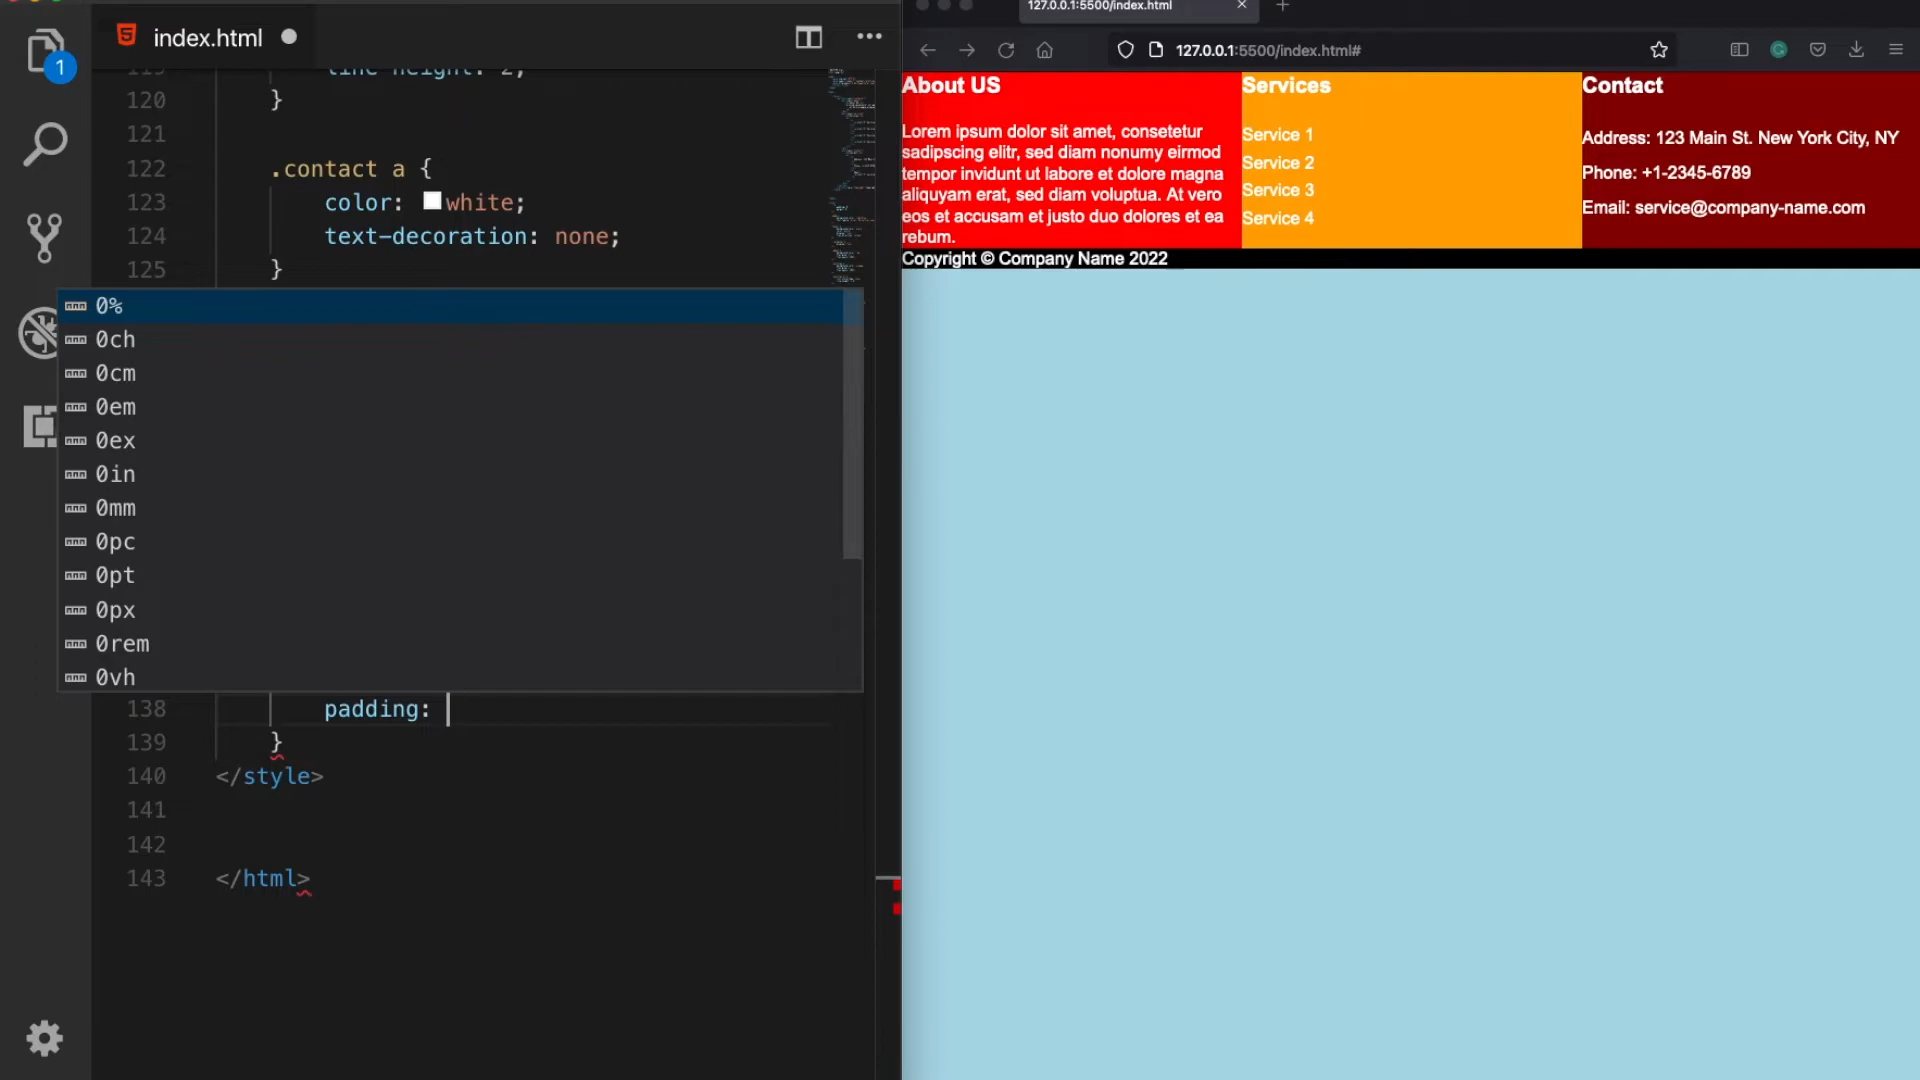 index.html
1
119 line-height: 2;
120 }
121
122 .contact a {
123 color: white;
124 text-decoration: none;
125 }
0%
0ch
0cm
0em
0ex
0in
0mm
0pc
0pt
0px
0rem
0vh
138 padding:
139 }
140 </style>
141
142
143 </html>
127.0.0.1:5500/index.html
127.0.0.1:5500/index.html#
About US
Lorem ipsum dolor sit amet, consetetur
sadipscing elitr, sed diam nonumy eirmod
tempor invidunt ut labore et dolore magna
aliquyam erat, sed diam voluptua. At vero
eos et accusam et justo duo dolores et ea
rebum.
Services
Service 1
Service 2
Service 3
Service 4
Contact
Address: 123 Main St. New York City, NY
Phone: +1-2345-6789
Email: service@company-name.com
Copyright © Company Name 2022